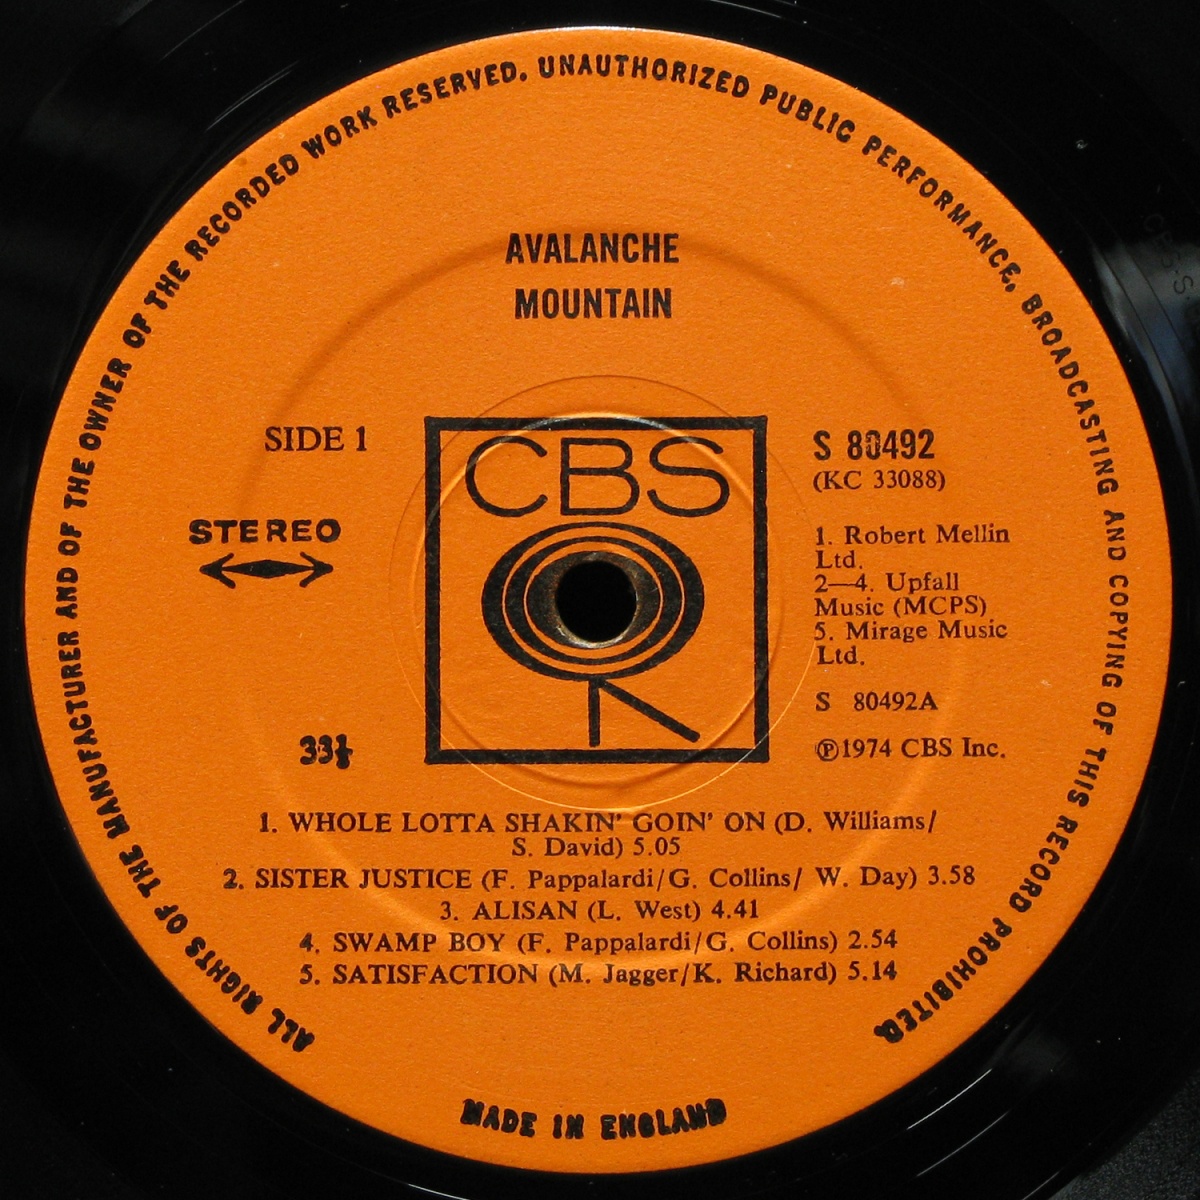 ALL RIGHTS OF THE MANUFACTURER AND OF THE OWNER OF THE RECORDED WORK RESERVED. UNAUTHORIZED PUBLIC PERFORMANCE, BROADCASTING AND COPYING OF THIS RECORD PROHIBITED.
AVALANCHE
MOUNTAIN
SIDE 1
STEREO
33⅓
CBS
S 80492
(KC 33088)
1. Robert Mellin
Ltd.
2—4. Upfall
Music (MCPS)
5. Mirage Music
Ltd.
S 80492A
Ⓟ1974 CBS Inc.
1. WHOLE LOTTA SHAKIN' GOIN' ON (D. Williams/
S. David) 5.05
2. SISTER JUSTICE (F. Pappalardi/G. Collins/ W. Day) 3.58
3. ALISAN (L. West) 4.41
4. SWAMP BOY (F. Pappalardi/G. Collins) 2.54
5. SATISFACTION (M. Jagger/K. Richard) 5.14
MADE IN ENGLAND